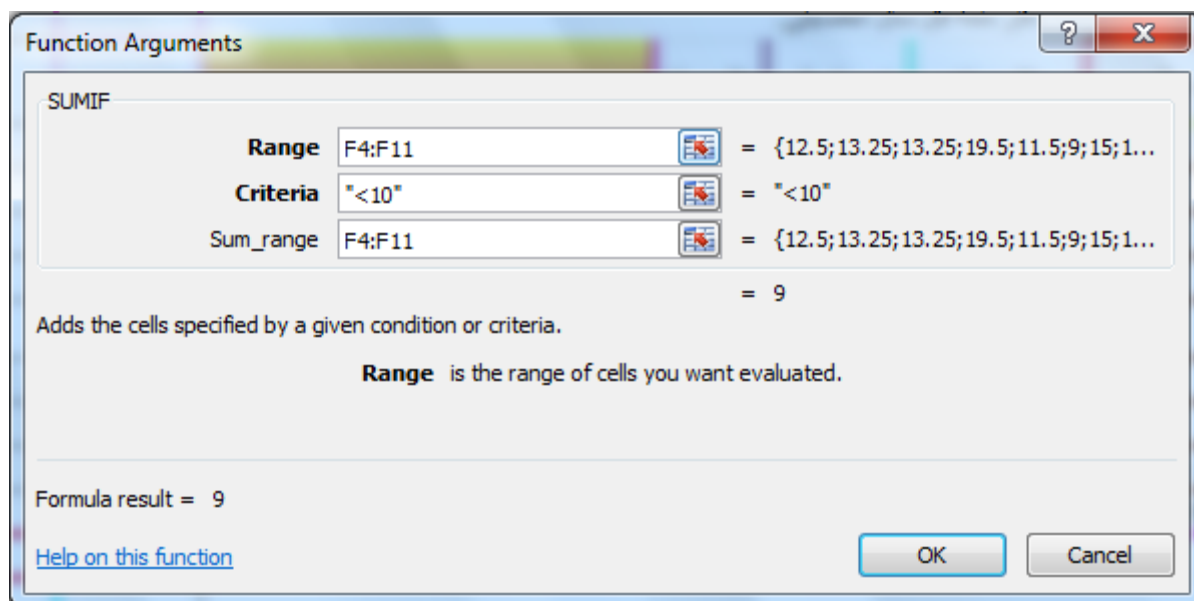 Function Arguments
SUMIF
Range F4:F11 = {12.5;13.25;13.25;19.5;11.5;9;15;1...
Criteria "<10" = "<10"
Sum_range F4:F11 = {12.5;13.25;13.25;19.5;11.5;9;15;1...
= 9
Adds the cells specified by a given condition or criteria.
Range is the range of cells you want evaluated.
Formula result = 9
Help on this function
OK Cancel